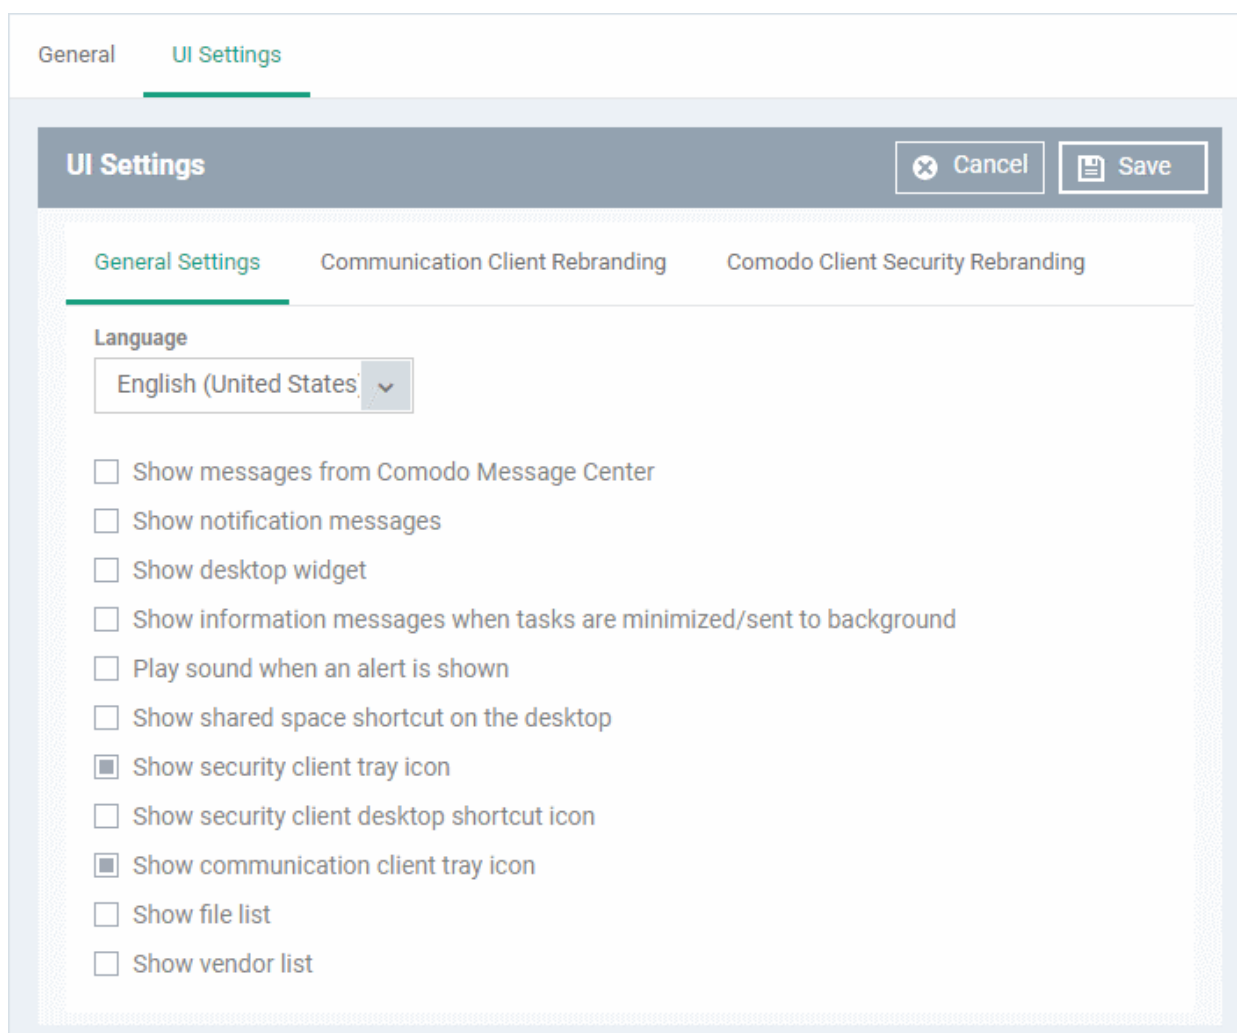 General UI Settings
UI Settings Cancel Save
General Settings Communication Client Rebranding Comodo Client Security Rebranding
Language
English (United States)
Show messages from Comodo Message Center
Show notification messages
Show desktop widget
Show information messages when tasks are minimized/sent to background
Play sound when an alert is shown
Show shared space shortcut on the desktop
Show security client tray icon
Show security client desktop shortcut icon
Show communication client tray icon
Show file list
Show vendor list